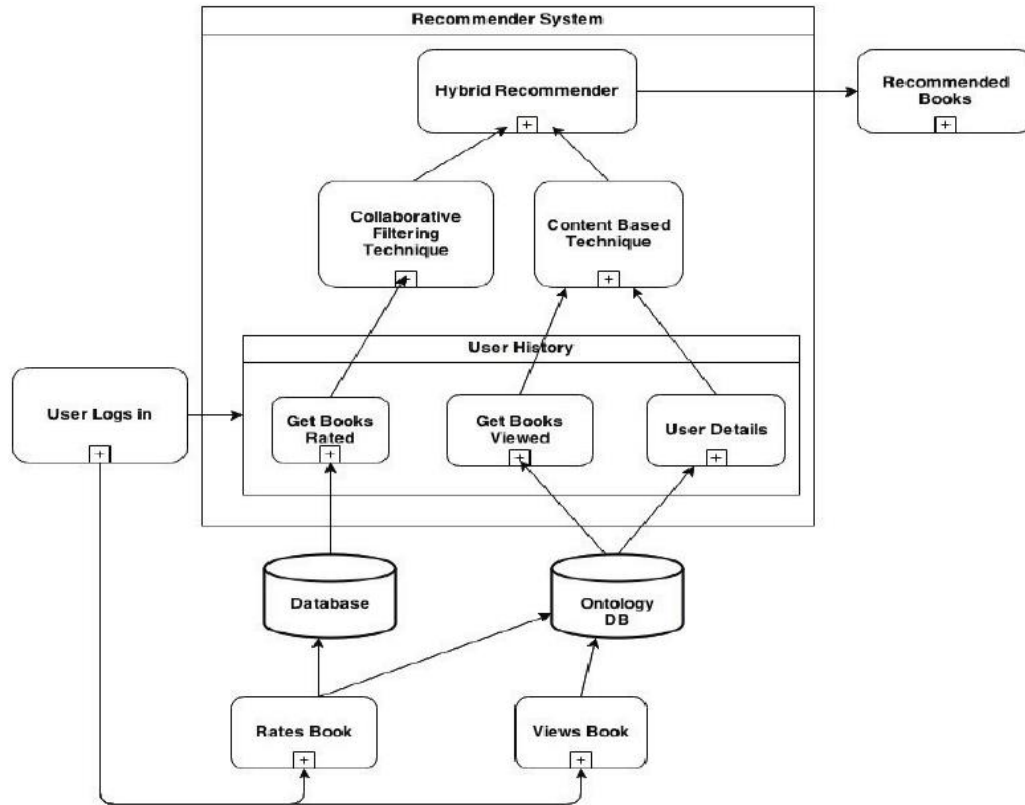 Recommender System
Hybrid Recommender
+
Recommended
Books
+
Collaborative
Filtering
Technique
+
Content Based
Technique
+
User History
User Logs in
+
Get Books
Rated
+
Get Books
Viewed
+
User Details
+
Database
Ontology
DB
Rates Book
+
Views Book
+